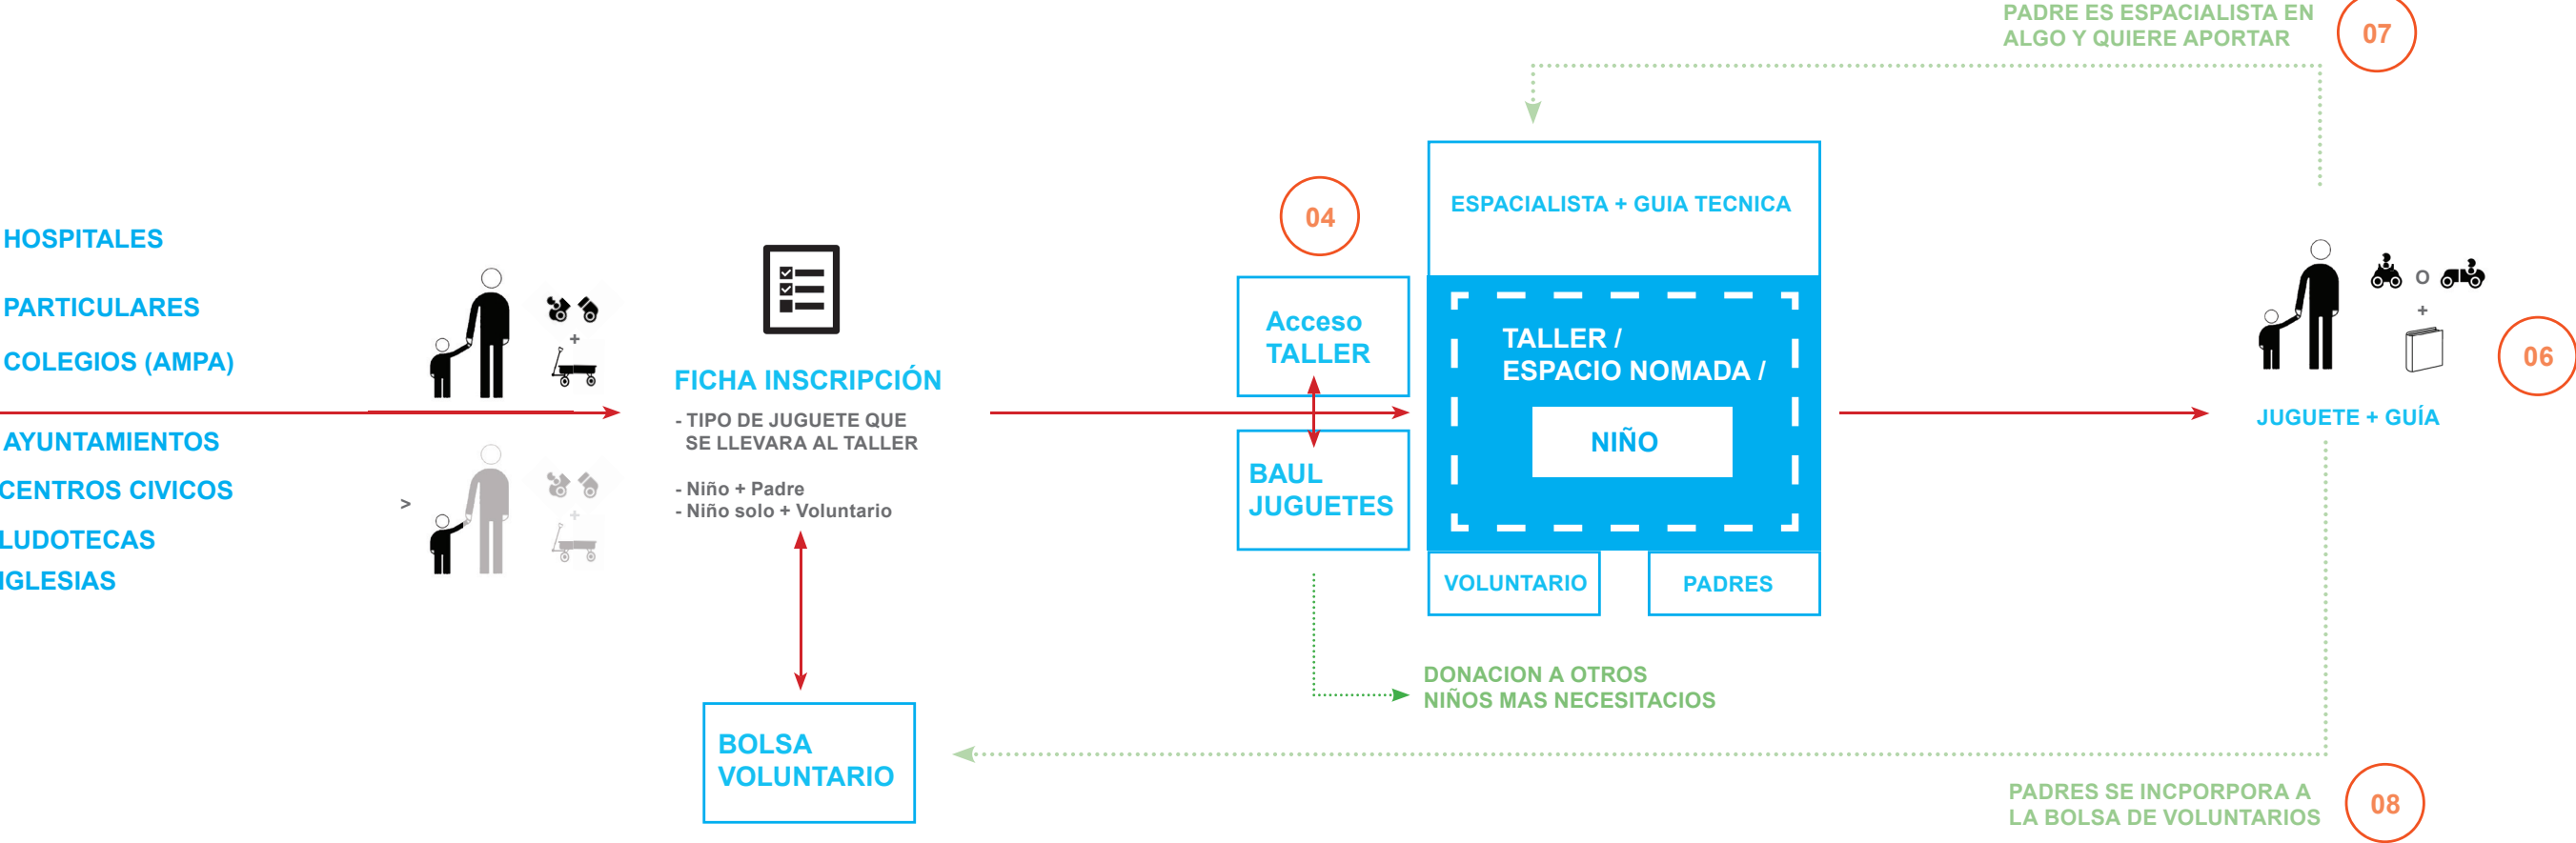 HOSPITALES
PARTICULARES
COLEGIOS (AMPA)
AYUNTAMIENTOS
CENTROS CIVICOS
LUDOTECAS
IGLESIAS
+
>
+
FICHA INSCRIPCIÓN
- TIPO DE JUGUETE QUE
SE LLEVARA AL TALLER
- Niño + Padre
- Niño solo + Voluntario
BOLSA
VOLUNTARIO
04
Acceso
TALLER
BAUL
JUGUETES
ESPACIALISTA + GUIA TECNICA
TALLER /
ESPACIO NOMADA /
NIÑO
VOLUNTARIO
PADRES
DONACION A OTROS
NIÑOS MAS NECESITACIOS
PADRE ES ESPACIALISTA EN
ALGO Y QUIERE APORTAR
07
O
+
06
JUGUETE + GUÍA
PADRES SE INCPORPORA A
LA BOLSA DE VOLUNTARIOS
08